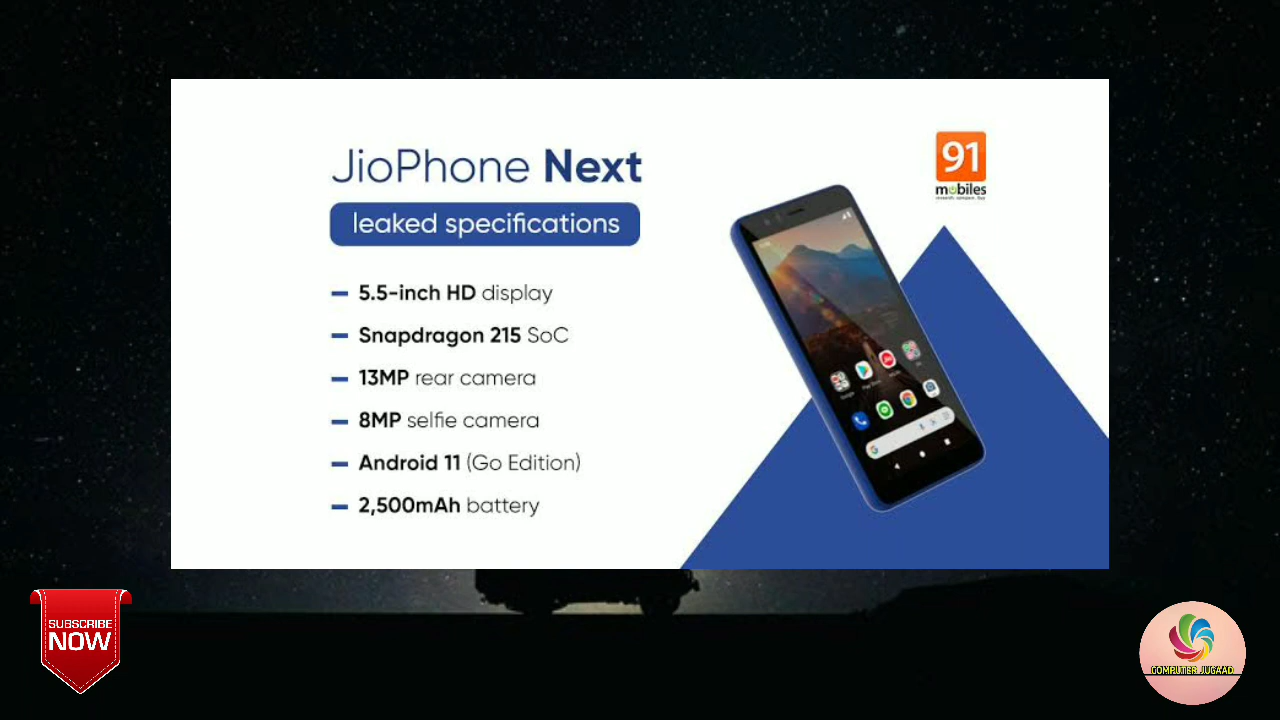 JioPhone Next
leaked specifications
5.5-inch HD display
Snapdragon 215 SoC
13MP rear camera
8MP selfie camera
Android 11 (Go Edition)
2,500mAh battery
91
mobiles
SUBSCRIBE
NOW
COMPUTER JUGAAD